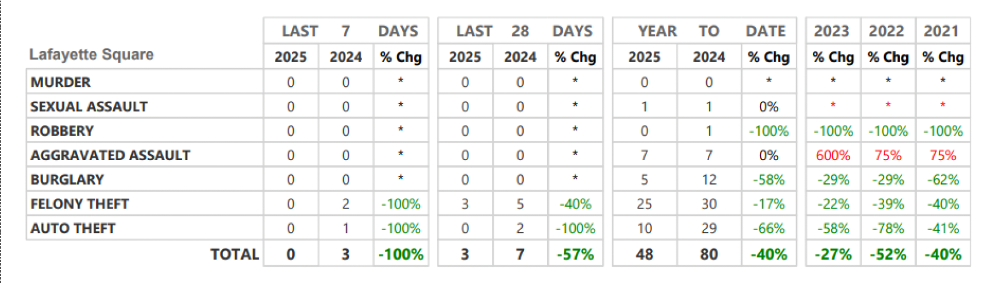 LAST 7 DAYS LAST 28 DAYS YEAR TO DATE 2023 2022 2021
Lafayette Square 2025 2024 % Chg 2025 2024 % Chg 2025 2024 % Chg % Chg % Chg % Chg
MURDER 0 0 * 0 0 * 0 0 * * * *
SEXUAL ASSAULT 0 0 * 0 0 * 1 1 0% * * *
ROBBERY 0 0 * 0 0 * 0 1 -100% -100% -100% -100%
AGGRAVATED ASSAULT 0 0 * 0 0 * 7 7 0% 600% 75% 75%
BURGLARY 0 0 * 0 0 * 5 12 -58% -29% -29% -62%
FELONY THEFT 0 2 -100% 3 5 -40% 25 30 -17% -22% -39% -40%
AUTO THEFT 0 1 -100% 0 2 -100% 10 29 -66% -58% -78% -41%
TOTAL 0 3 -100% 3 7 -57% 48 80 -40% -27% -52% -40%